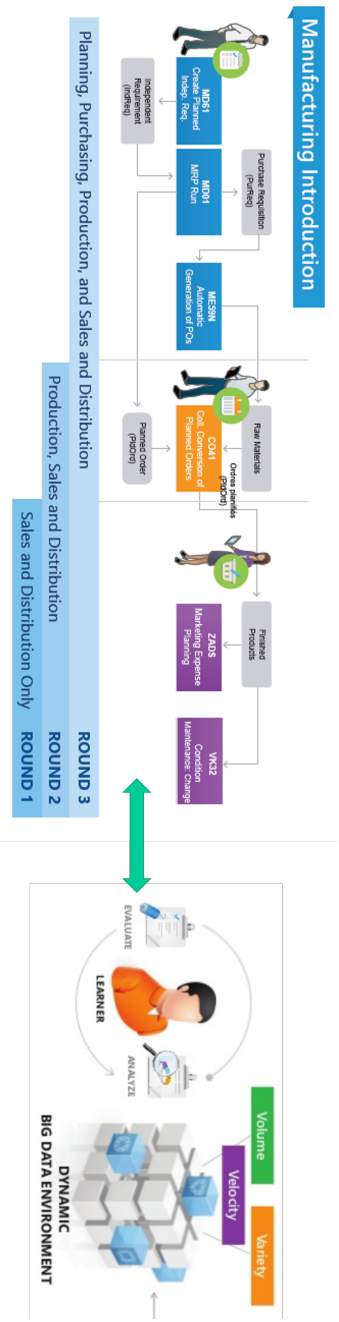 Manufacturing Introduction
MD61
Create Planned
Indep. Req.
Independent
Requirement
(IndReq)
Purchase Requisition
(PurReq)
MD01
MRP Run
ME59N
Automatic
Generation of POs
Raw Materials
CO41
Coll. Conversion of
Planned Orders
Ordres planifiés
(PldOrd)
Planned Order
(PldOrd)
Finished
Products
ZADS
Marketing Expense
Planning
VK32
Condition
Maintenance: Change
Planning, Purchasing, Production, and Sales and Distribution ROUND 3
Production, Sales and Distribution ROUND 2
Sales and Distribution Only ROUND 1
EVALUATE
LEARNER
ANALYZE
Volume
Velocity
Variety
DYNAMIC
BIG DATA ENVIRONMENT